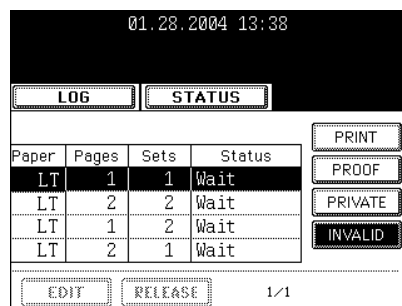 01.28.2004 13:38
LOG STATUS
PRINT
Paper Pages Sets Status
PROOF
LT 1 1 Wait
LT 2 2 Wait
PRIVATE
LT 1 2 Wait
INVALID
LT 2 1 Wait
EDIT RELEASE 1/1